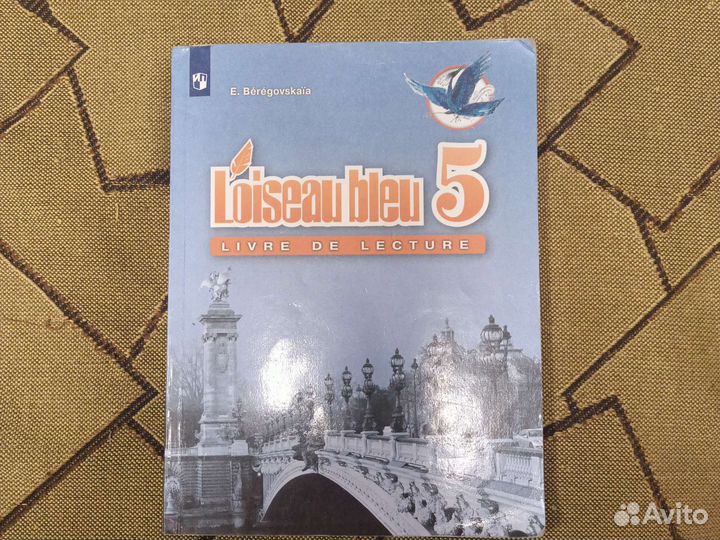 E. Bérégovskaïa
L'oiseau bleu 5
LIVRE DE LECTURE
Avito